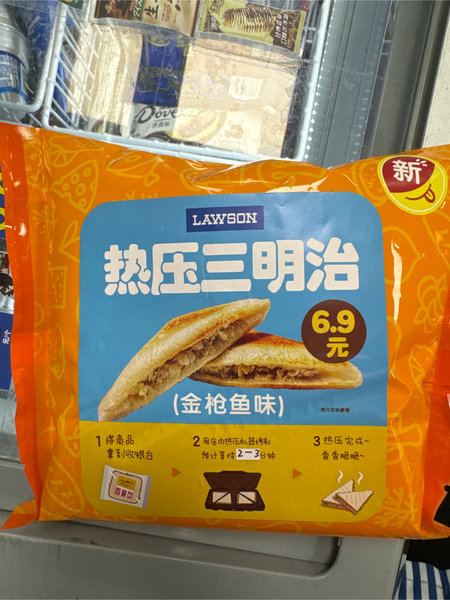 Dove
新
LAWSON
热压三明治
6.9
元
(金枪鱼味)
图片仅供参考
1 将商品
拿到收银台
2 用店内热压机器烤制
预计等待2-3分钟
3 热压完成~
香香脆脆~